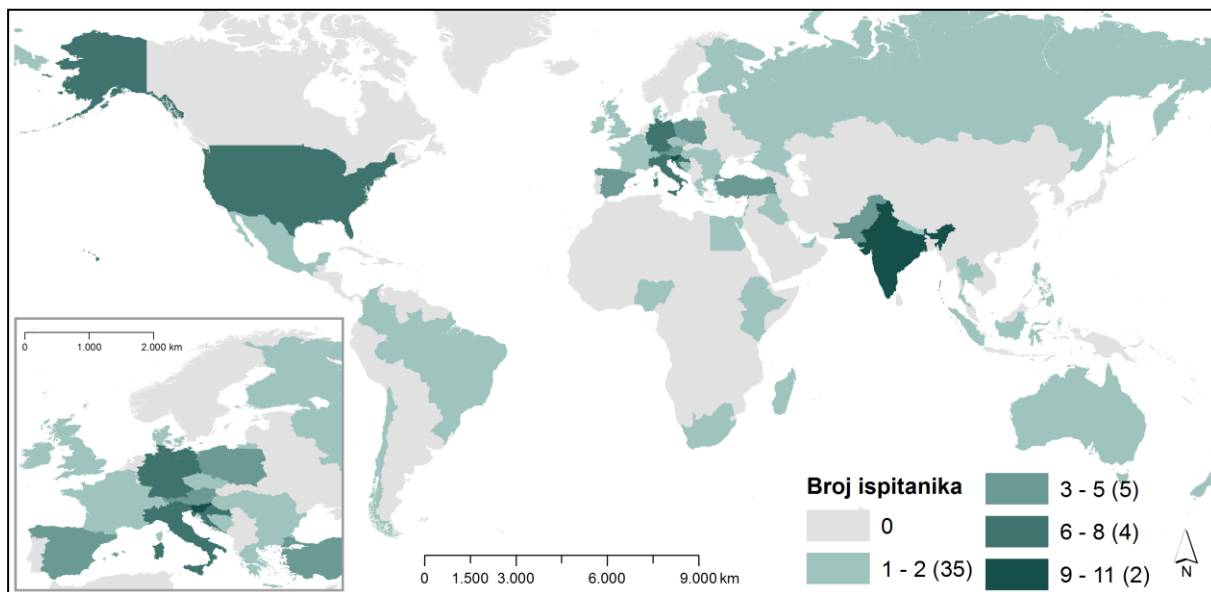 0 1.000 2.000 km
Broj ispitanika
0
1 - 2 (35)
3 - 5 (5)
6 - 8 (4)
9 - 11 (2)
0 1.500 3.000 6.000 9.000 km
N